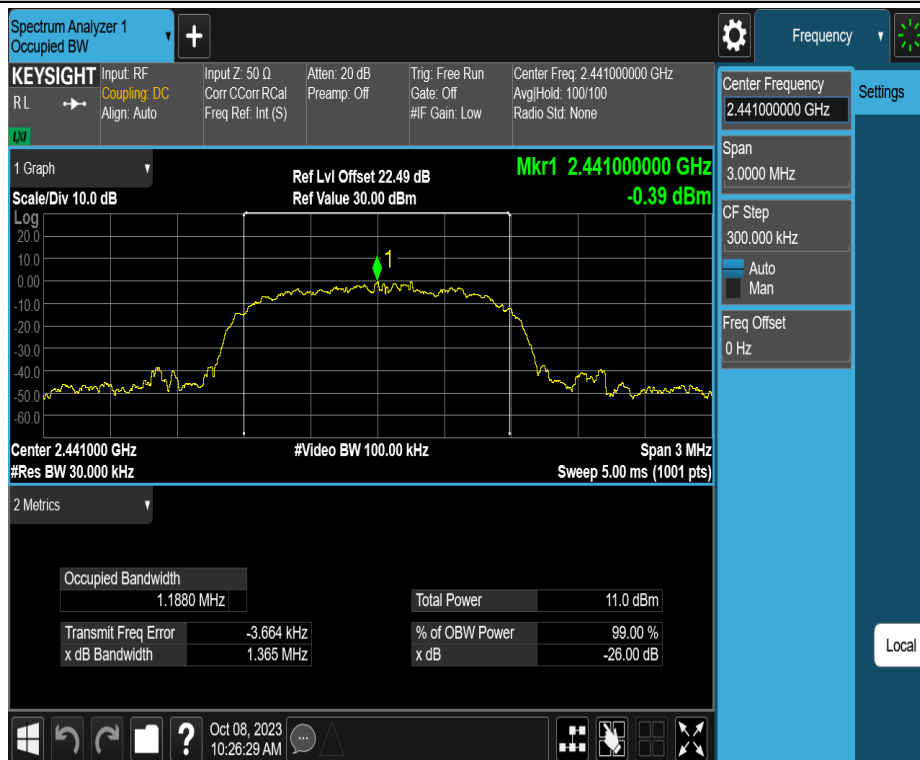 Spectrum Analyzer 1
Occupied BW
+
Frequency
KEYSIGHT
RL
LXI
Input: RF
Coupling: DC
Align: Auto
Input Z: 50 Ω
Corr CCorr RCal
Freq Ref: Int (S)
Atten: 20 dB
Preamp: Off
Trig: Free Run
Gate: Off
#IF Gain: Low
Center Freq: 2.441000000 GHz
Avg|Hold: 100/100
Radio Std: None
Center Frequency
2.441000000 GHz
Settings
Span
3.0000 MHz
CF Step
300.000 kHz
Auto
Man
Freq Offset
0 Hz
1 Graph
Scale/Div 10.0 dB
Ref Lvl Offset 22.49 dB
Ref Value 30.00 dBm
Mkr1 2.441000000 GHz
-0.39 dBm
Log
20.0
10.0
0.00
-10.0
-20.0
-30.0
-40.0
-50.0
-60.0
1
Center 2.441000 GHz
#Video BW 100.00 kHz
Span 3 MHz
#Res BW 30.000 kHz
Sweep 5.00 ms (1001 pts)
2 Metrics
Occupied Bandwidth
1.1880 MHz
Total Power 11.0 dBm
Transmit Freq Error -3.664 kHz
% of OBW Power 99.00 %
x dB Bandwidth 1.365 MHz
x dB -26.00 dB
Local
?
Oct 08, 2023
10:26:29 AM